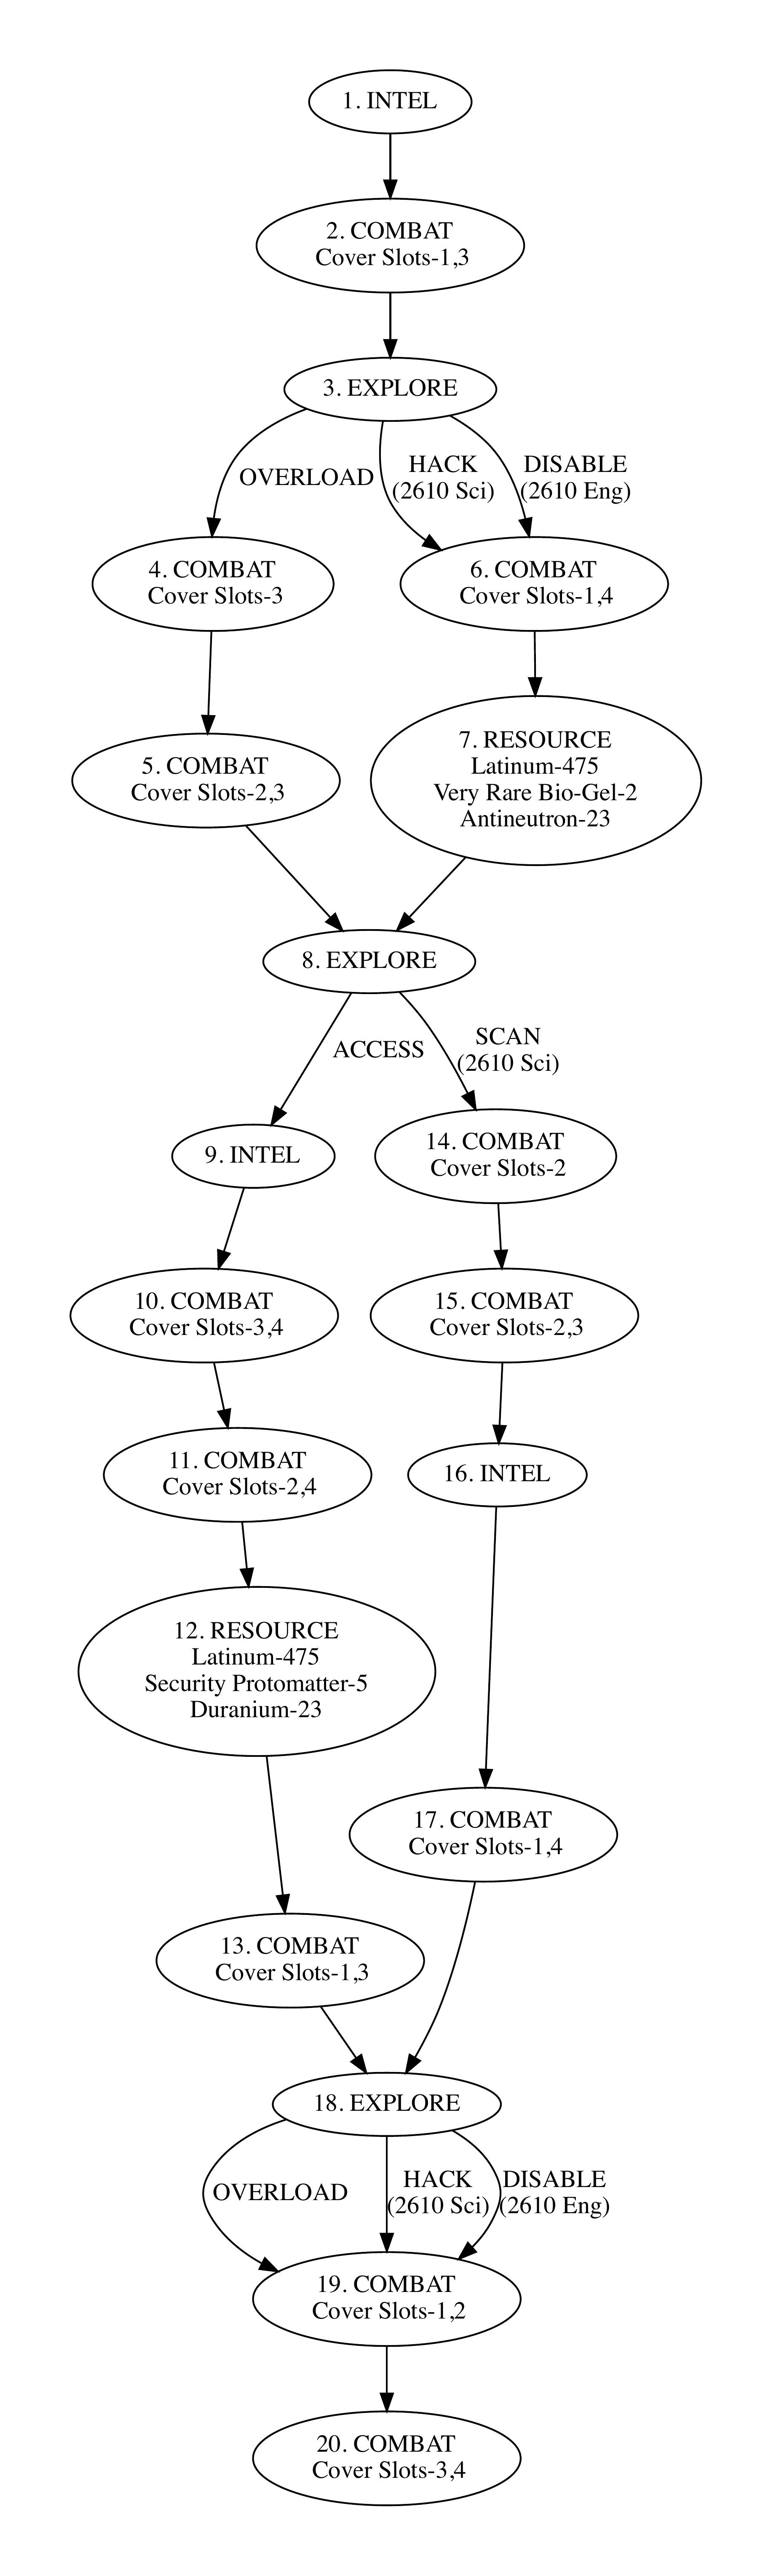 1. INTEL
2. COMBAT
Cover Slots-1,3
3. EXPLORE
OVERLOAD
HACK
(2610 Sci)
DISABLE
(2610 Eng)
4. COMBAT
Cover Slots-3
6. COMBAT
Cover Slots-1,4
5. COMBAT
Cover Slots-2,3
7. RESOURCE
Latinum-475
Very Rare Bio-Gel-2
Antineutron-23
8. EXPLORE
ACCESS
SCAN
(2610 Sci)
9. INTEL
14. COMBAT
Cover Slots-2
10. COMBAT
Cover Slots-3,4
15. COMBAT
Cover Slots-2,3
11. COMBAT
Cover Slots-2,4
16. INTEL
12. RESOURCE
Latinum-475
Security Protomatter-5
Duranium-23
17. COMBAT
Cover Slots-1,4
13. COMBAT
Cover Slots-1,3
18. EXPLORE
OVERLOAD
HACK
(2610 Sci)
DISABLE
(2610 Eng)
19. COMBAT
Cover Slots-1,2
20. COMBAT
Cover Slots-3,4